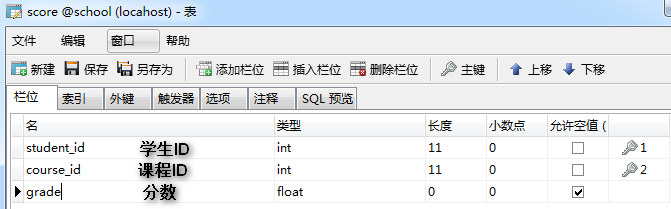 score @school (locahost) - 表
文件 编辑 窗口 帮助
新建 保存 另存为 添加栏位 插入栏位 删除栏位 主键 上移 下移
栏位 索引 外键 触发器 选项 注释 SQL 预览
名 类型 长度 小数点 允许空值 (
student_id 学生ID int 11 0 1
course_id 课程ID int 11 0 2
grade 分数 float 0 0